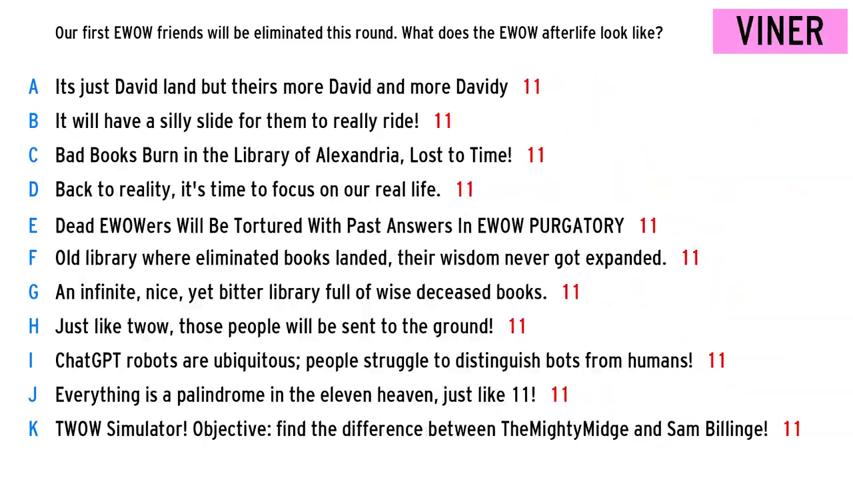 Our first EWOW friends will be eliminated this round. What does the EWOW afterlife look like?
VINER
A Its just David land but theirs more David and more Davidy 11
B It will have a silly slide for them to really ride! 11
C Bad Books Burn in the Library of Alexandria, Lost to Time! 11
D Back to reality, it's time to focus on our real life. 11
E Dead EWOWers Will Be Tortured With Past Answers In EWOW PURGATORY 11
F Old library where eliminated books landed, their wisdom never got expanded. 11
G An infinite, nice, yet bitter library full of wise deceased books. 11
H Just like twow, those people will be sent to the ground! 11
I ChatGPT robots are ubiquitous; people struggle to distinguish bots from humans! 11
J Everything is a palindrome in the eleven heaven, just like 11! 11
K TWOW Simulator! Objective: find the difference between TheMightyMidge and Sam Billinge! 11